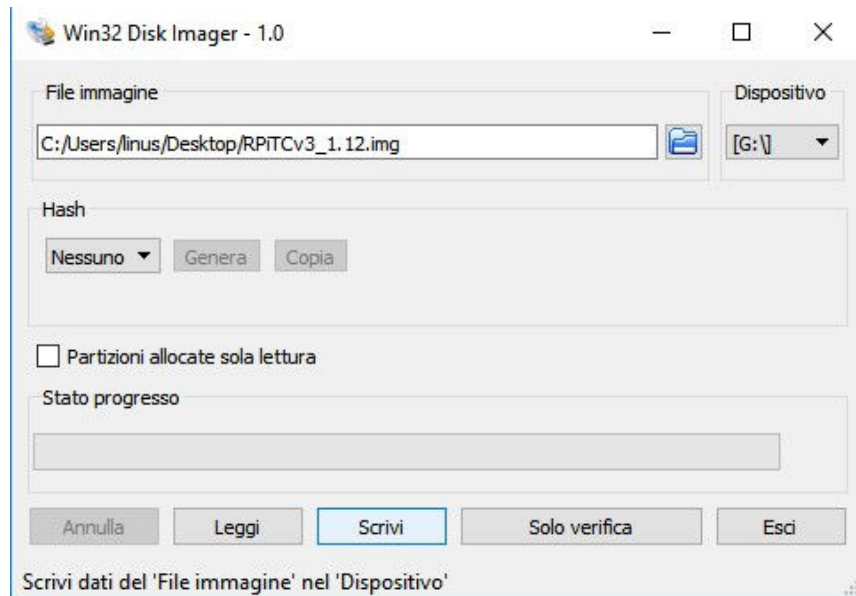 Win32 Disk Imager - 1.0
File immagine
Dispositivo
C:/Users/linus/Desktop/RPiTCv3_1.12.img
[G:\]
Hash
Nessuno
Genera
Copia
Partizioni allocate sola lettura
Stato progresso
Annulla
Leggi
Scrivi
Solo verifica
Esci
Scrivi dati del 'File immagine' nel 'Dispositivo'